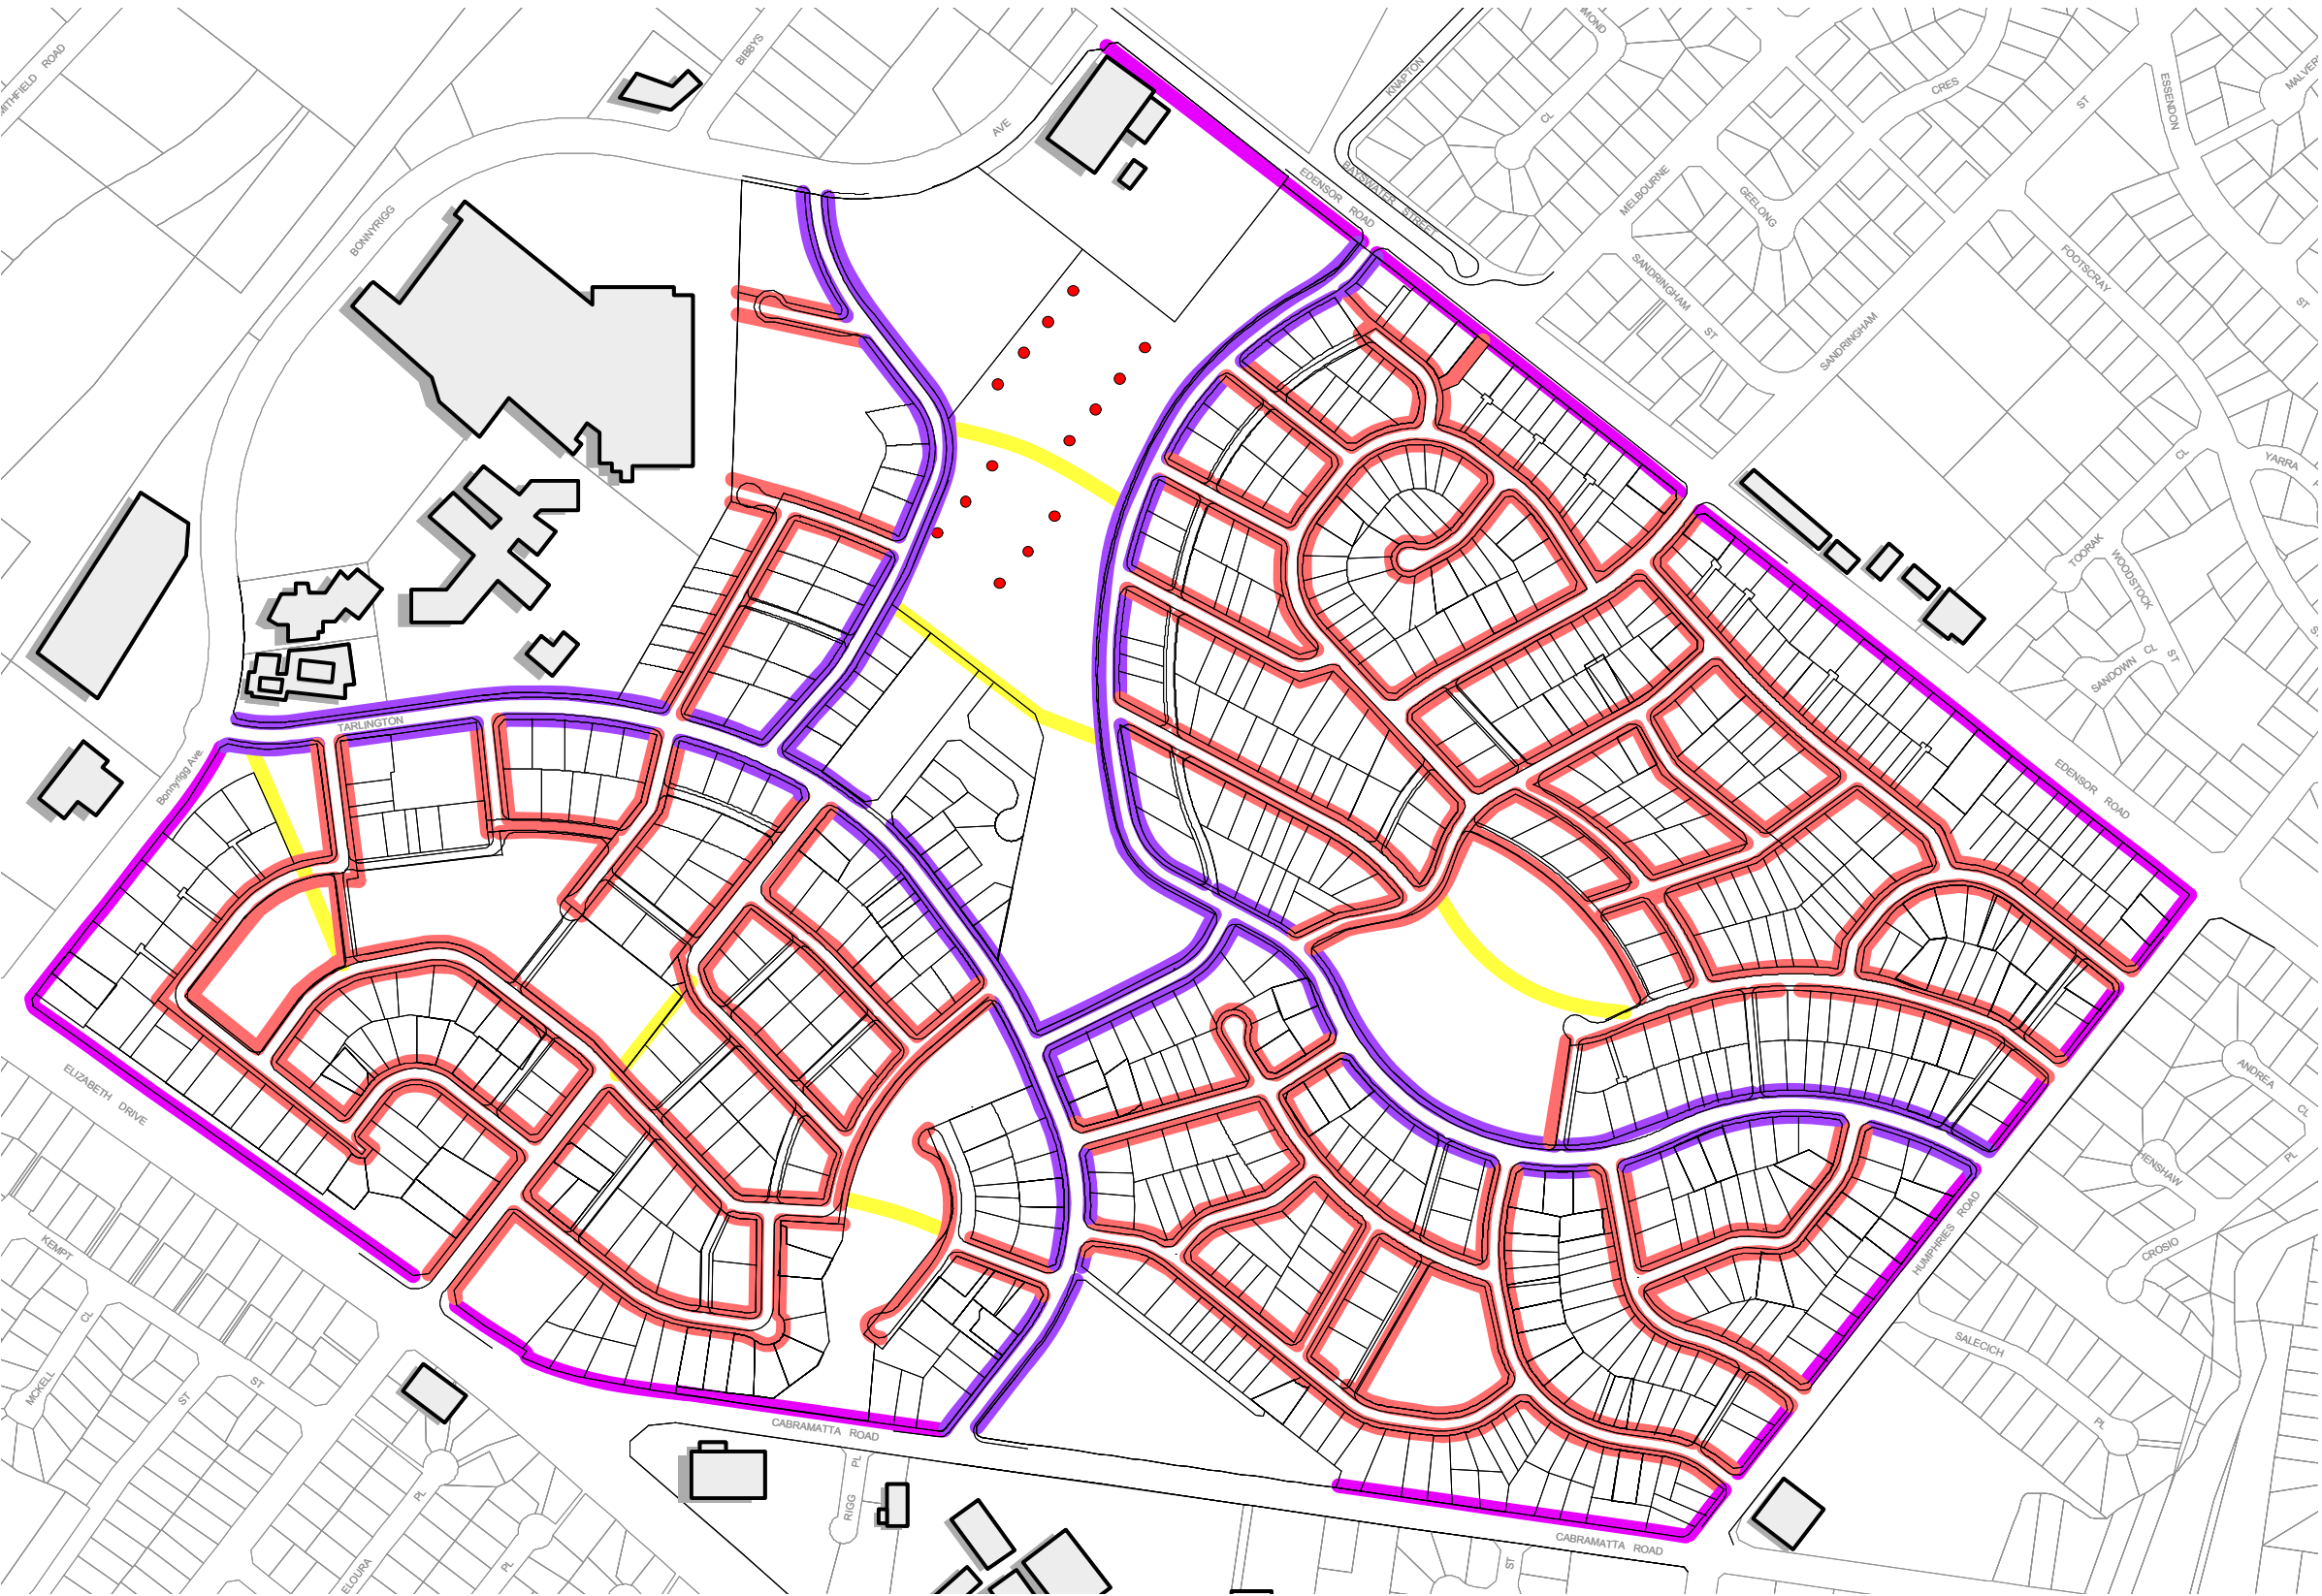 SMITHFIELD ROAD
BIBBYS
AVE
BONNYRIGG
KNAPTON
CL
CRES
ST
ESSENDON
EDENSOR ROAD
BAYSWATER STREET
MELBOURNE
GEELONG
SANDRINGHAM
ST
SANDRINGHAM
FOOTSCRAY
ST
CL
YARRA
TOORAK
WOODSTOCK
CL
ST
SANDOWN
TARLINGTON
Bonnyrigg Ave.
EDENSOR ROAD
ELIZABETH DRIVE
ANDREA
CL
HENSHAW
PL
HUMPHRIES ROAD
CROSIO
KEMPT
CL
ST
MCKELL
ST
SALECICH
PL
CABRAMATTA ROAD
PL
RIGG
PL
PL
ELOURA
ST
CABRAMATTA ROAD